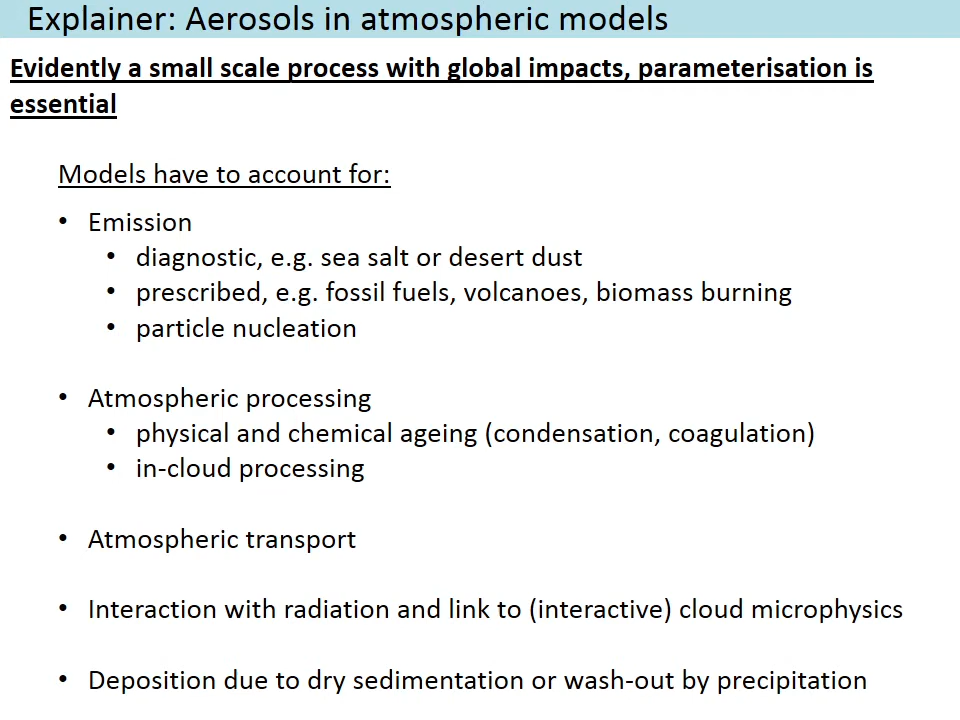 Explainer: Aerosols in atmospheric models
Evidently a small scale process with global impacts, parameterisation is
essential
Models have to account for:
• Emission
• diagnostic, e.g. sea salt or desert dust
• prescribed, e.g. fossil fuels, volcanoes, biomass burning
• particle nucleation
• Atmospheric processing
• physical and chemical ageing (condensation, coagulation)
• in-cloud processing
• Atmospheric transport
• Interaction with radiation and link to (interactive) cloud microphysics
• Deposition due to dry sedimentation or wash-out by precipitation